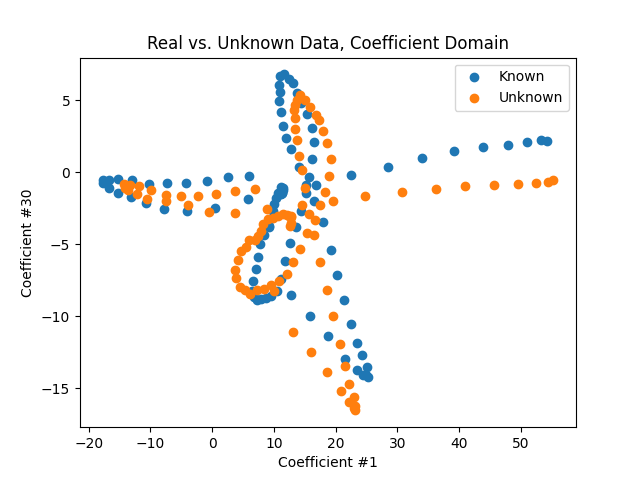 Real vs. Unknown Data, Coefficient Domain
Known
Unknown
5
0
−5
−10
−15
Coefficient #30
−20
−10
0
10
20
30
40
50
Coefficient #1